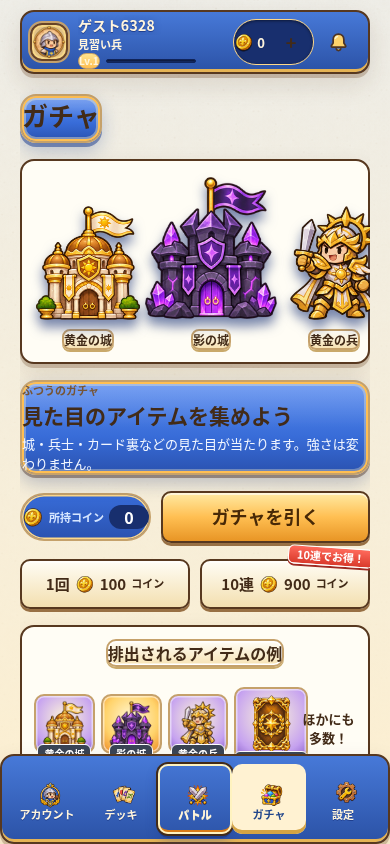 ゲスト6328
見習い兵
Lv.1
0
ガチャ
黄金の城
影の城
黄金の兵
ふつうのガチャ
見た目のアイテムを集めよう
城・兵士・カード裏などの見た目が当たります。強さは変
わりません。
所持コイン 0
ガチャを引く
10連でお得！
1回 100 コイン
10連 900 コイン
排出されるアイテムの例
黄金の城
影の城
黄金の兵
ほかにも
多数！
アカウント
デッキ
バトル
ガチャ
設定